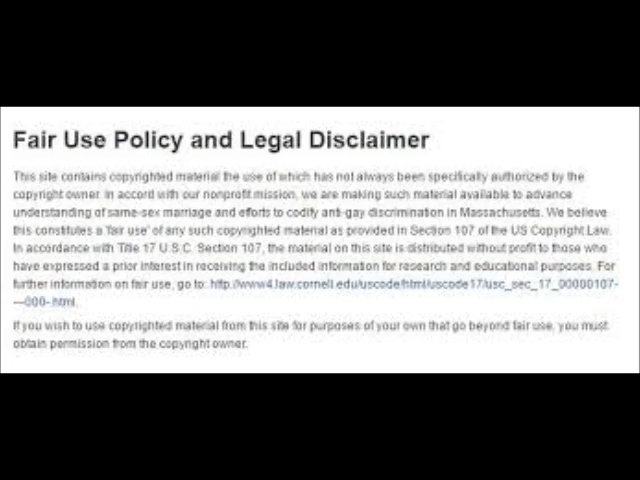 Fair Use Policy and Legal Disclaimer
This site contains copyrighted material the use of which has not always been specifically authorized by the
copyright owner. In accord with our nonprofit mission, we are making such material available to advance
understanding of same-sex marriage and efforts to codify anti-gay discrimination in Massachusetts. We believe
this constitutes a 'fair use' of any such copyrighted material as provided in Section 107 of the US Copyright Law.
In accordance with Title 17 U.S.C. Section 107, the material on this site is distributed without profit to those who
have expressed a prior interest in receiving the included information for research and educational purposes. For
further information on fair use, go to: http://www4.law.cornell.edu/uscode/html/uscode17/usc_sec_17_00000107-
---000-.html.
If you wish to use copyrighted material from this site for purposes of your own that go beyond fair use, you must
obtain permission from the copyright owner.